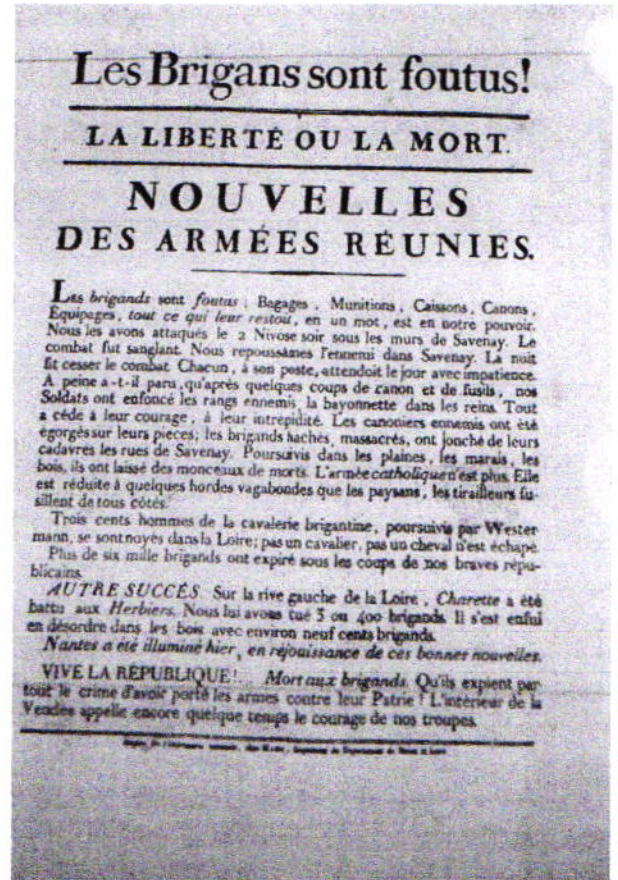 Les Brigans sont foutus!
LA LIBERTÉ OU LA MORT.
NOUVELLES
DES ARMÉES RÉUNIES.
Les brigands sont foutus; Bagages, Munitions, Caissons, Canons,
Équipages, tout ce qui leur restoit, en un mot, est en notre pouvoir.
Nous les avons attaqués le 2 Nivose soir sous les murs de Savenay. Le
combat fut sanglant. Nous repoussâmes l'ennemi dans Savenay. La nuit
fit cesser le combat. Chacun, à son poste, attendoit le jour avec impatience.
A peine a-t-il paru, qu'après quelques coups de canon et de fusils, nos
Soldats ont enfoncé les rangs ennemis, la bayonnette dans les reins. Tout
a cédé à leur courage, à leur intrépidité. Les canoniers ennemis ont été
égorgés sur leurs pieces; les brigands hachés, massacrés, ont jonché de leurs
cadavres les rues de Savenay. Poursuivis dans les plaines, les marais, les
bois, ils ont laissé des monceaux de morts. L'armée catholique n'est plus. Elle
est réduite à quelques hordes vagabondes que les paysans, les tirailleurs fu-
sillent de tous côtés.
Trois cents hommes de la cavalerie brigantine, poursuivis par Wester
mann, se sont noyés dans la Loire; pas un cavalier, pas un cheval n'est échapé.
Plus de six mille brigands ont expiré sous les coups de nos braves répu-
blicains.
AUTRE SUCCÈS. Sur la rive gauche de la Loire, Charette a été
battu aux Herbiers. Nous lui avons tué 3 ou 400 brigands. Il s'est enfui
en désordre dans les bois avec environ neuf cents brigands.
Nantes a été illuminé hier, en réjouissance de ces bonnes nouvelles.
VIVE LA RÉPUBLIQUE!... Mort aux brigands. Qu'ils expient par
tout le crime d'avoir porté les armes contre leur Patrie! L'intérieur de la
Vendée appelle encore quelque temps le courage de nos troupes.